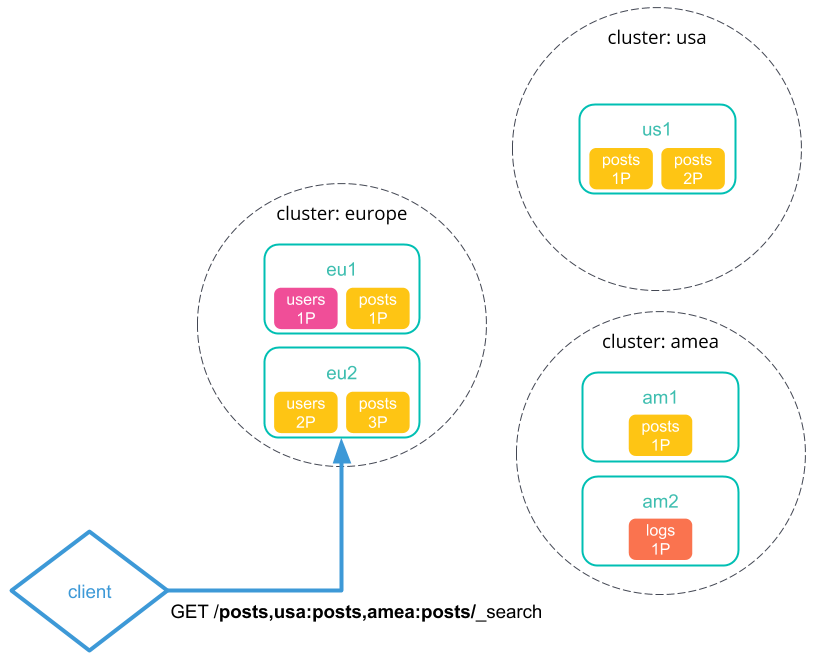 cluster: usa
us1
posts
1P
posts
2P
cluster: europe
eu1
users
1P
posts
1P
eu2
users
2P
posts
3P
cluster: amea
am1
posts
1P
am2
logs
1P
client
GET /posts,usa:posts,amea:posts/_search